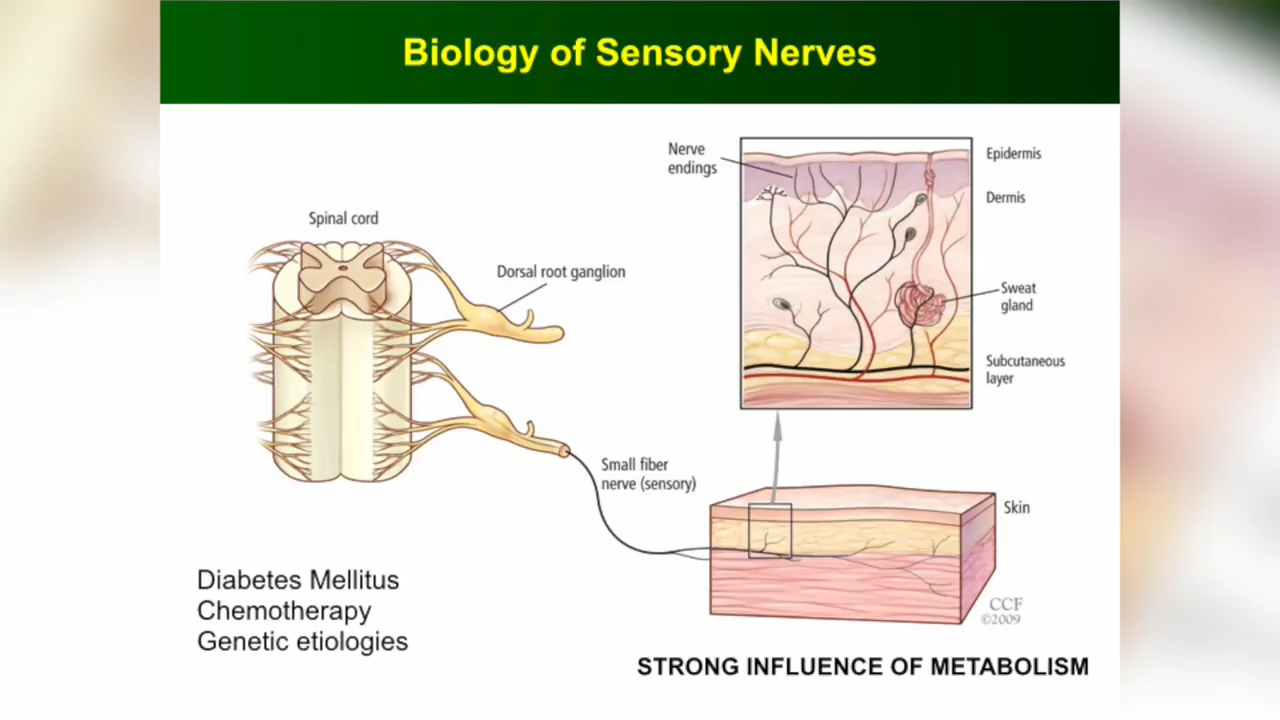 Biology of Sensory Nerves
Nerve
endings
Epidermis
Dermis
Spinal cord
Dorsal root ganglion
Sweat
gland
Subcutaneous
layer
Small fiber
nerve (sensory)
Skin
Diabetes Mellitus
Chemotherapy
Genetic etiologies
CCF
©2009
STRONG INFLUENCE OF METABOLISM